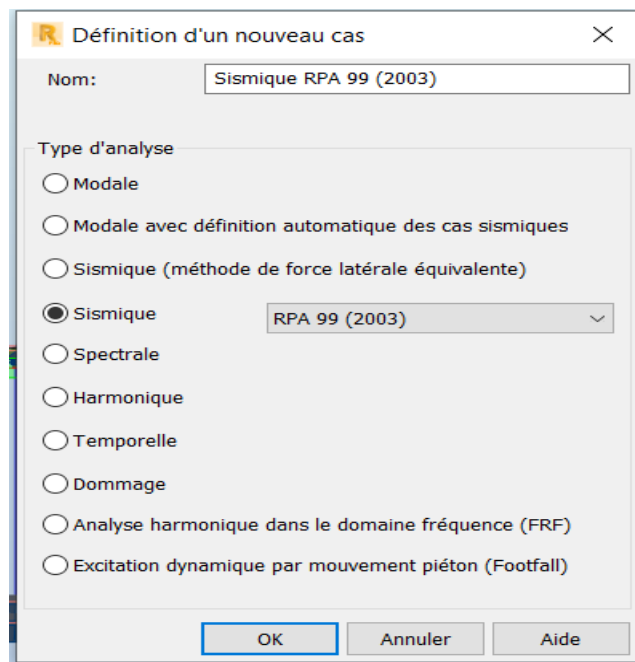 Définition d'un nouveau cas
Nom: Sismique RPA 99 (2003)
Type d'analyse
Modale
Modale avec définition automatique des cas sismiques
Sismique (méthode de force latérale équivalente)
Sismique RPA 99 (2003)
Spectrale
Harmonique
Temporelle
Dommage
Analyse harmonique dans le domaine fréquence (FRF)
Excitation dynamique par mouvement piéton (Footfall)
OK Annuler Aide